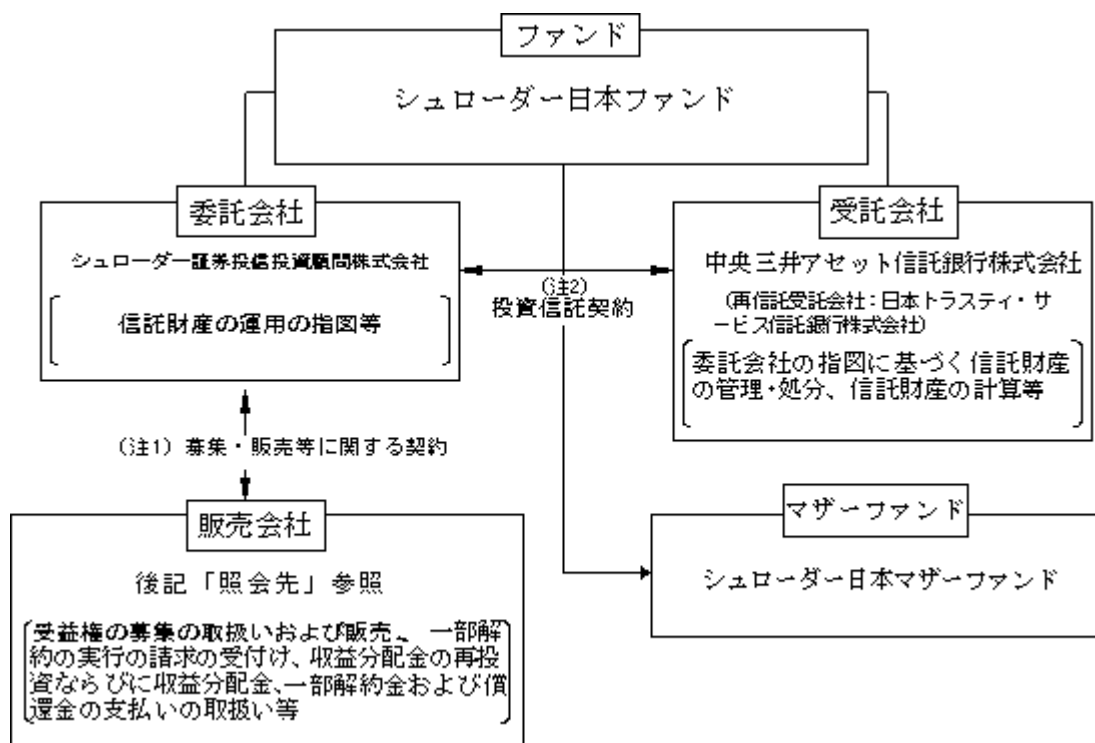 ファンド
シュローダー日本ファンド
委託会社
シュローダー証券投信投資顧問株式会社
信託財産の運用の指図等
(注2)
投資信託契約
受託会社
中央三井アセット信託銀行株式会社
(再信託受託会社:日本トラスティ・サ
ービス信託銀行株式会社)
委託会社の指図に基づく信託財産
の管理・処分、信託財産の計算等
(注1) 募集・販売等に関する契約
販売会社
後記「照会先」参照
受益権の募集の取扱いおよび販売、一部解
約の実行の請求の受付け、収益分配金の再投
資ならびに収益分配金、一部解約金および償
還金の支払いの取扱い等
マザーファンド
シュローダー日本マザーファンド